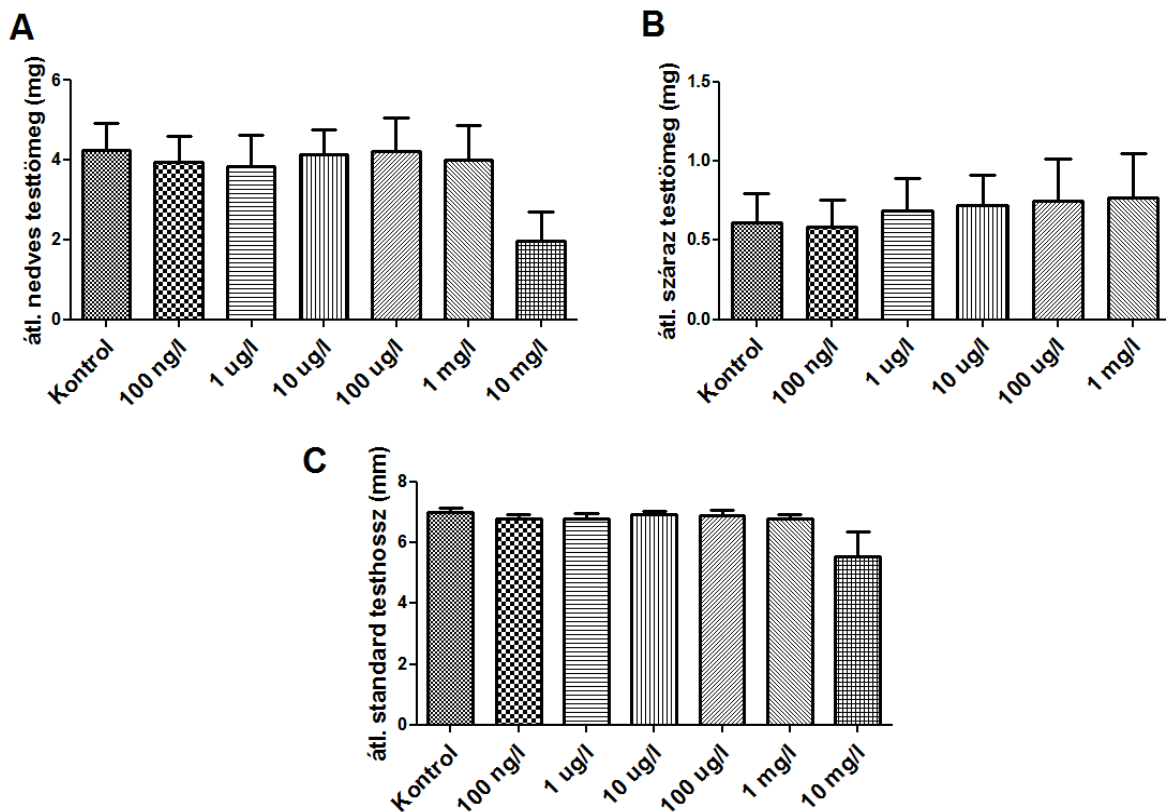 A
átl. nedves testtömeg (mg)
6
4
2
0
Kontrol
100 ng/l
1 ug/l
10 ug/l
100 ug/l
1 mg/l
10 mg/l
B
átl. száraz testtömeg (mg)
1.5
1.0
0.5
0.0
Kontrol
100 ng/l
1 ug/l
10 ug/l
100 ug/l
1 mg/l
C
átl. standard testhossz (mm)
8
6
4
2
0
Kontrol
100 ng/l
1 ug/l
10 ug/l
100 ug/l
1 mg/l
10 mg/l